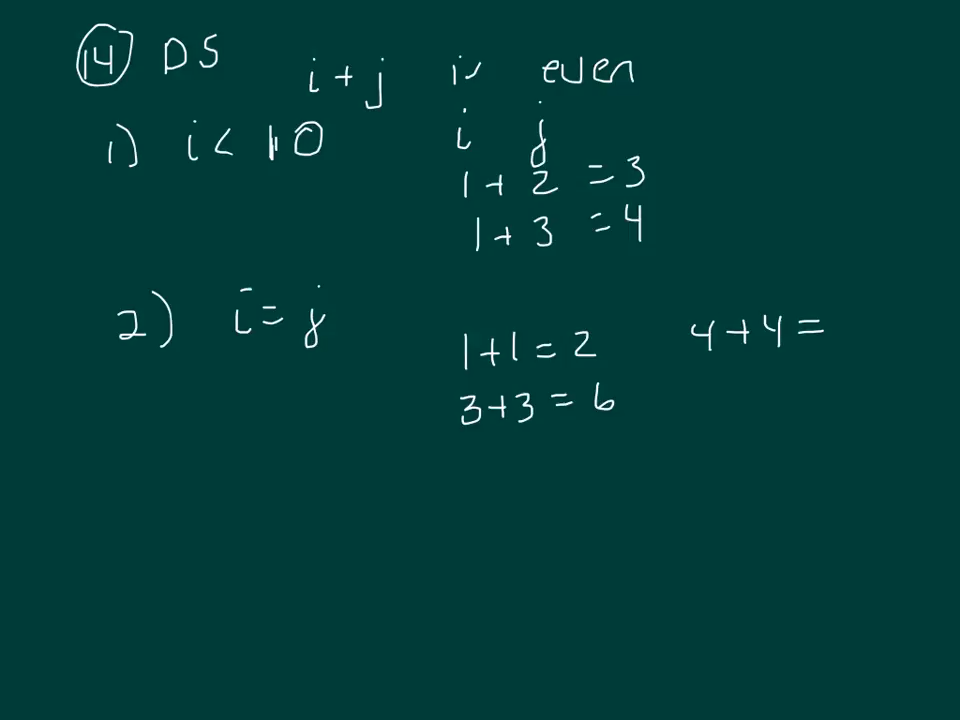 14 DS i + j is even
1) i < 10 i j
1 + 2 = 3
1 + 3 = 4
2) i = j
1 + 1 = 2 4 + 4 =
3 + 3 = 6